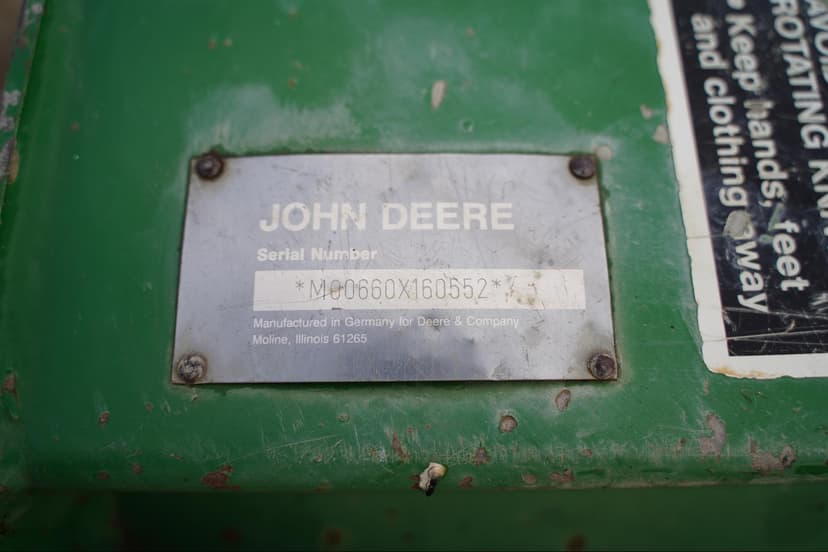 JOHN DEERE
Serial Number
*M00660X160552*
Manufactured in Germany for Deere & Company
Moline, Illinois 61265
ROTATING
• Keep hands, feet
and clothing away